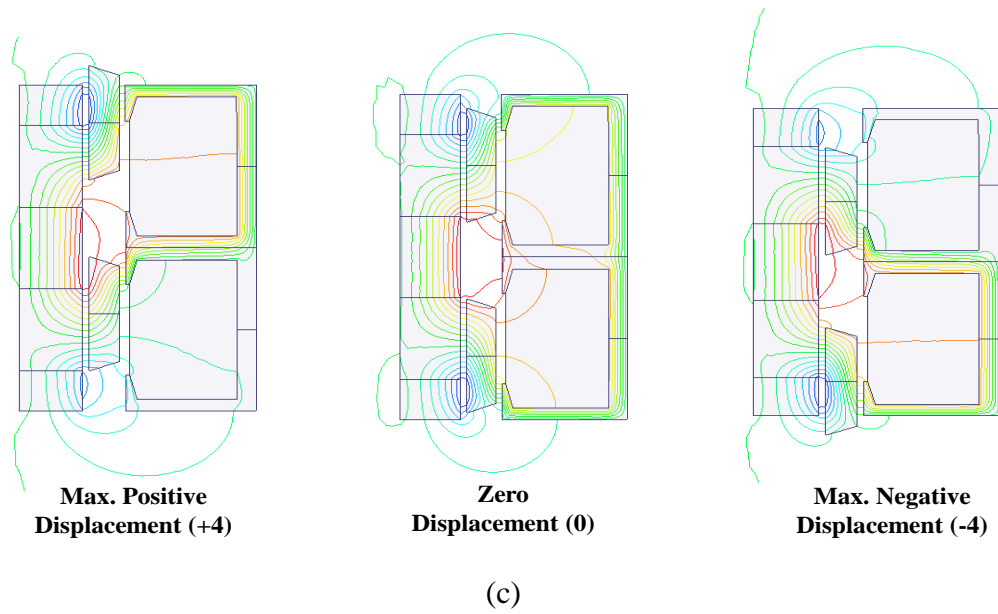 Max. Positive
Displacement (+4)
Zero
Displacement (0)
Max. Negative
Displacement (-4)
(c)